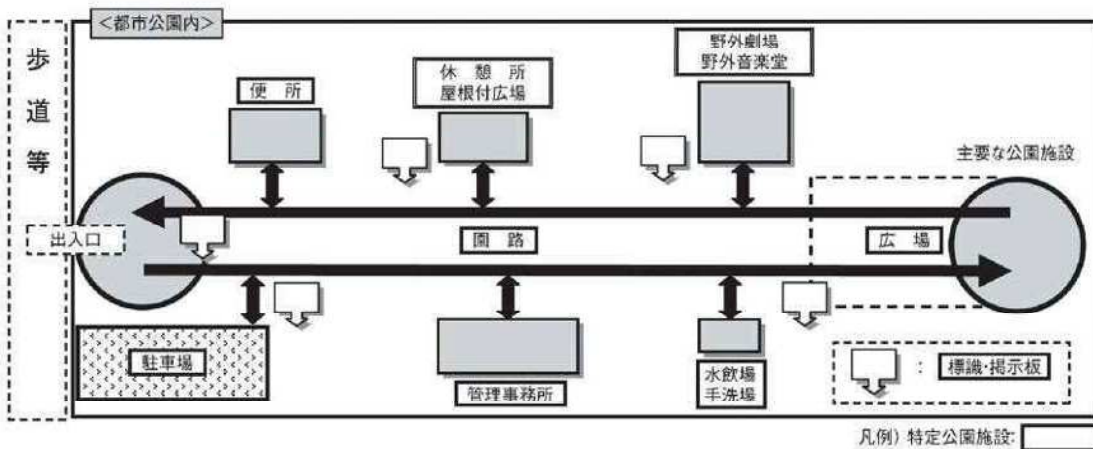 <都市公園内>
歩道等
便 所
休 憩 所
屋根付広場
野外劇場
野外音楽堂
主要な公園施設
出入口
園 路
広 場
駐車場
管理事務所
水飲場
手洗場
: 標識・掲示板
凡例) 特定公園施設: